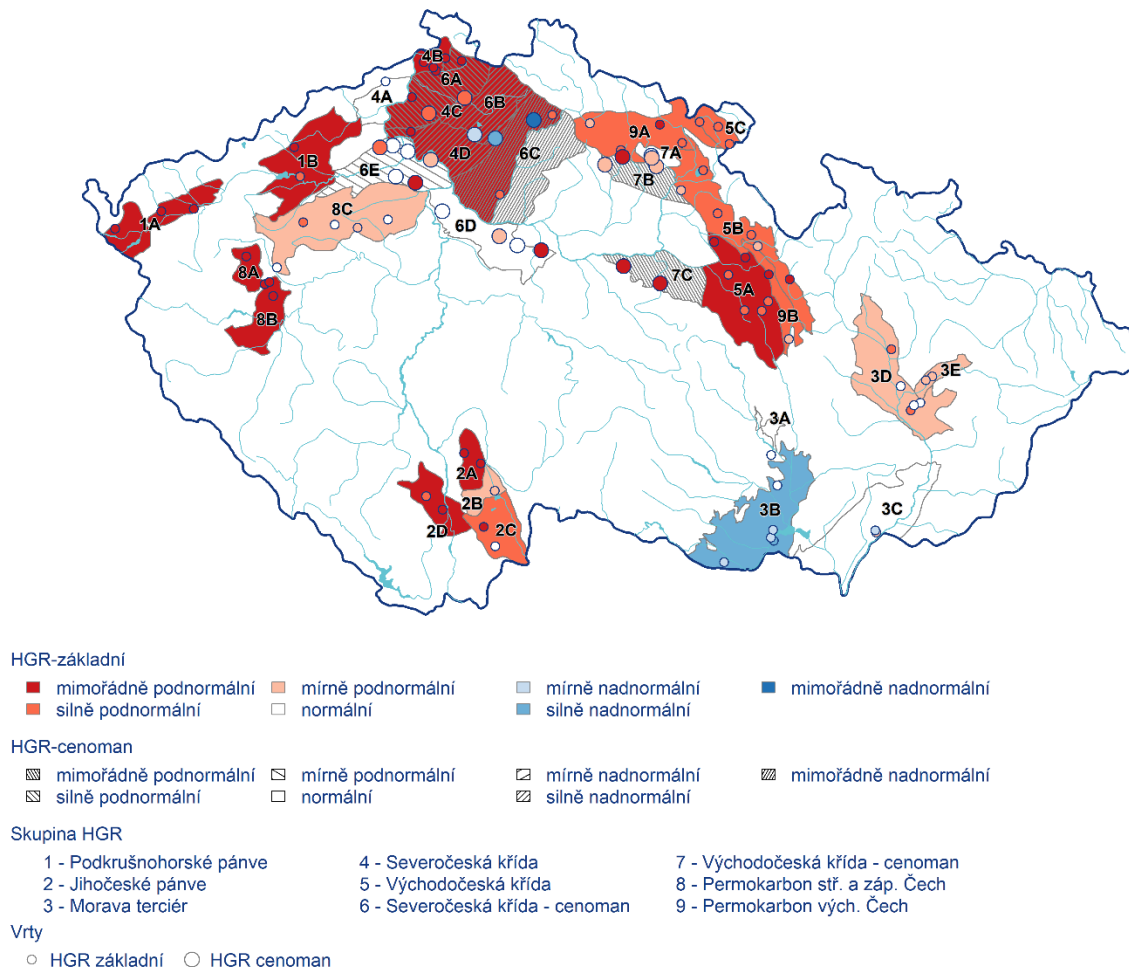 4B
6A
4A
6B
4C
5C
9A
1B
4D
6C
7A
6E
7B
8C
1A
6D
5B
8A
7C
5A
8B
9B
3D
3E
3A
2A
2B
3B
3C
2D
2C
HGR-základní
mimořádně podnormální mírně podnormální mírně nadnormální mimořádně nadnormální
silně podnormální normální silně nadnormální
HGR-cenoman
mimořádně podnormální mírně podnormální mírně nadnormální mimořádně nadnormální
silně podnormální normální silně nadnormální
Skupina HGR
1 - Podkrušnohorské pánve 4 - Severočeská křída 7 - Východočeská křída - cenoman
2 - Jihočeské pánve 5 - Východočeská křída 8 - Permokarbon stř. a záp. Čech
3 - Morava terciér 6 - Severočeská křída - cenoman 9 - Permokarbon vých. Čech
Vrty
HGR základní HGR cenoman